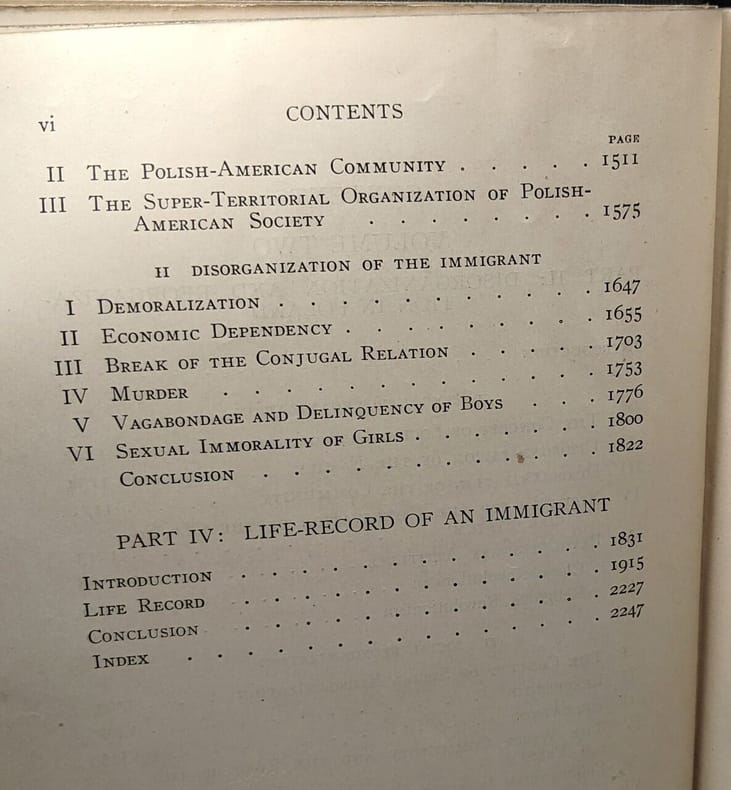 vi
CONTENTS
PAGE
II THE POLISH-AMERICAN COMMUNITY . . . . . 1511
III THE SUPER-TERRITORIAL ORGANIZATION OF POLISH-
AMERICAN SOCIETY . . . . . . . 1575
II DISORGANIZATION OF THE IMMIGRANT
I DEMORALIZATION . . . . . . . . . . 1647
II ECONOMIC DEPENDENCY . . . . . . . . 1655
III BREAK OF THE CONJUGAL RELATION . . . . . 1703
IV MURDER . . . . . . . . . . . . 1753
V VAGABONDAGE AND DELINQUENCY OF BOYS . . . 1776
VI SEXUAL IMMORALITY OF GIRLS . . . . . . . 1800
CONCLUSION . . . . . . . . . . . 1822
PART IV: LIFE-RECORD OF AN IMMIGRANT
INTRODUCTION . . . . . . . . . . . . 1831
LIFE RECORD . . . . . . . . . . . . 1915
CONCLUSION . . . . . . . . . . . . 2227
INDEX . . . . . . . . . . . . . . 2247